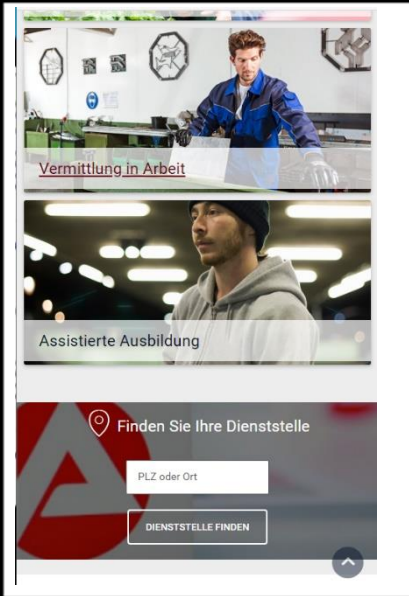 Vermittlung in Arbeit
Assistierte Ausbildung
Finden Sie Ihre Dienststelle
PLZ oder Ort
DIENSTSTELLE FINDEN